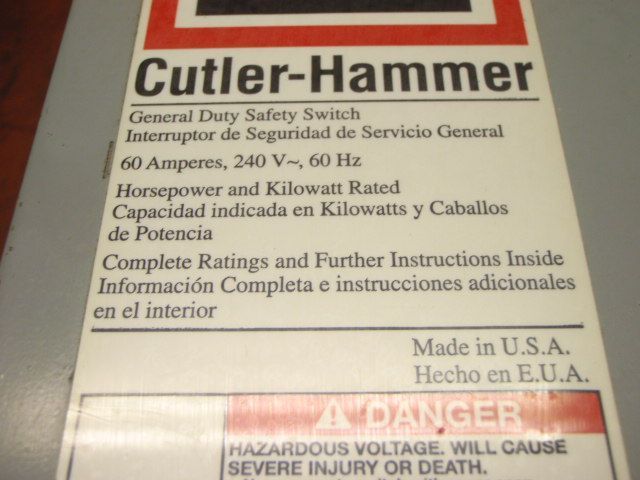 Cutler-Hammer
General Duty Safety Switch
Interruptor de Seguridad de Servicio General
60 Amperes, 240 V~, 60 Hz
Horsepower and Kilowatt Rated
Capacidad indicada en Kilowatts y Caballos
de Potencia
Complete Ratings and Further Instructions Inside
Información Completa e instrucciones adicionales
en el interior
Made in U.S.A.
Hecho en E.U.A.
DANGER
HAZARDOUS VOLTAGE. WILL CAUSE
SEVERE INJURY OR DEATH.